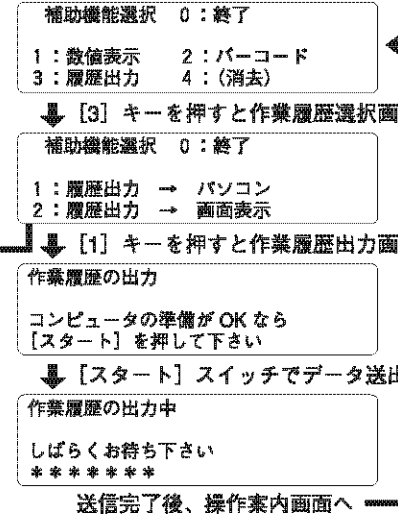 補助機能選択　0：終了
1：数値表示　2：バーコード
3：履歴出力　4：(消去)
[3] キーを押すと作業履歴選択画
補助機能選択　0：終了
1：履歴出力 → パソコン
2：履歴出力 → 画面表示
[1] キーを押すと作業履歴出力画
作業履歴の出力
コンピュータの準備が OK なら
[スタート] を押して下さい
[スタート] スイッチでデータ送出
作業履歴の出力中
しばらくお待ち下さい
＊＊＊＊＊＊＊
送信完了後、操作案内画面へ